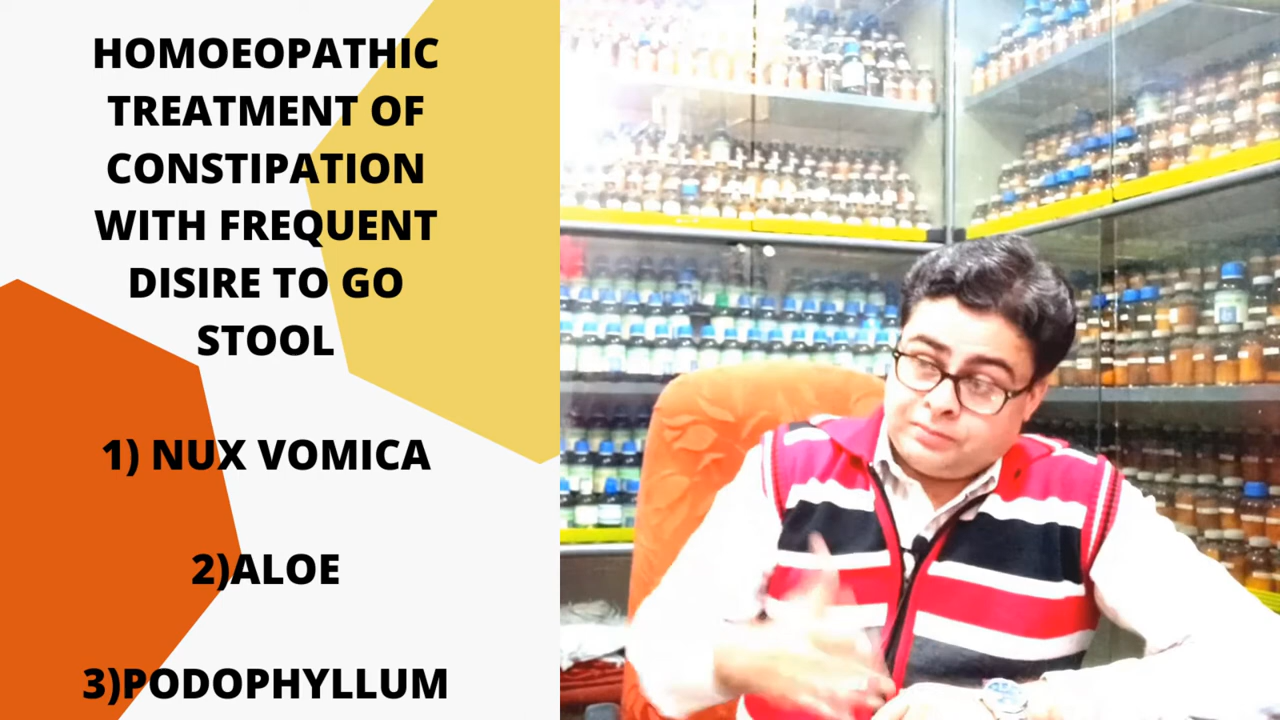 HOMOEOPATHIC
TREATMENT OF
CONSTIPATION
WITH FREQUENT
DISIRE TO GO
STOOL
1) NUX VOMICA
2)ALOE
3)PODOPHYLLUM